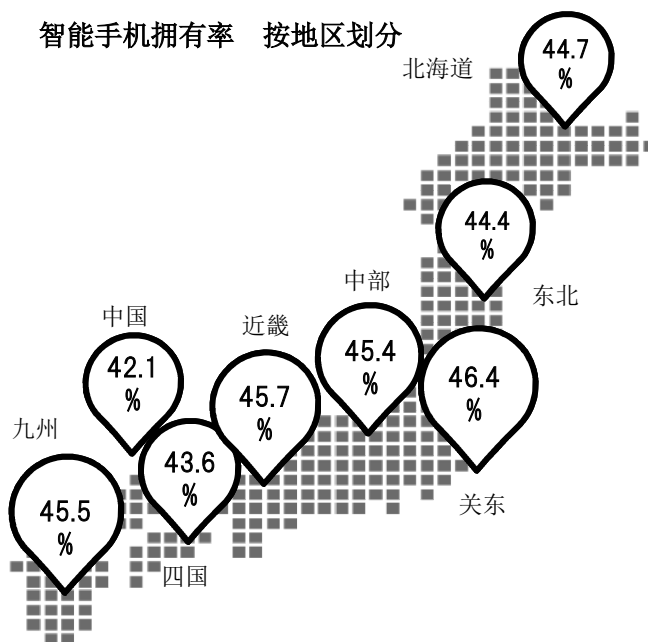 智能手机拥有率　按地区划分
北海道
44.7
%
44.4
%
东北
中部
45.4
%
46.4
%
关东
近畿
45.7
%
中国
42.1
%
43.6
%
四国
九州
45.5
%